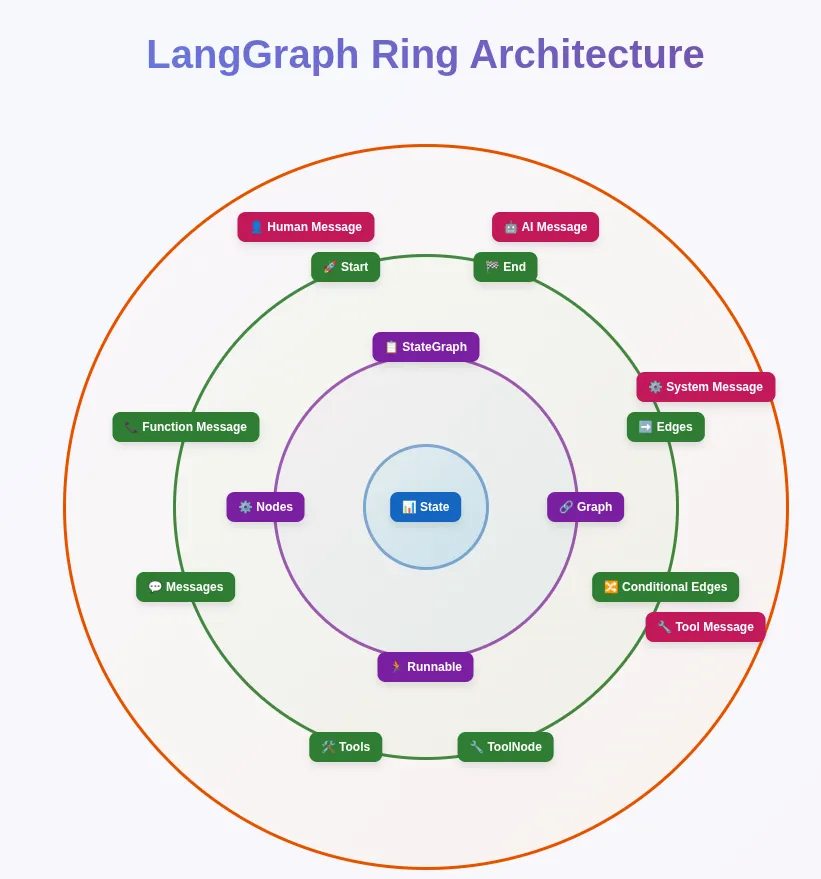 LangGraph Ring Architecture
👤 Human Message
🤖 AI Message
🚀 Start
🏁 End
📋 StateGraph
⚙️ System Message
📞 Function Message
➡️ Edges
⚙️ Nodes
📊 State
🔗 Graph
💬 Messages
🔀 Conditional Edges
🔧 Tool Message
🏃 Runnable
🛠️ Tools
🔧 ToolNode